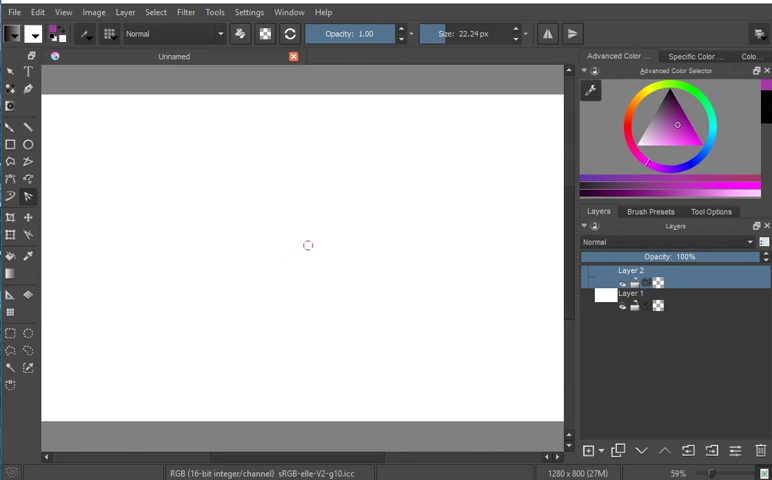 File Edit View Image Layer Select Filter Tools Settings Window Help
Normal Opacity: 1.00 Size: 22.24 px
Unnamed
Advanced Color ... Specific Color ... Colo...
Advanced Color Selector
Layers Brush Presets Tool Options
Layers
Normal
Opacity: 100%
Layer 2
Layer 1
RGB (16-bit integer/channel) sRGB-elle-V2-g10.icc 1280 x 800 (27M) 59%